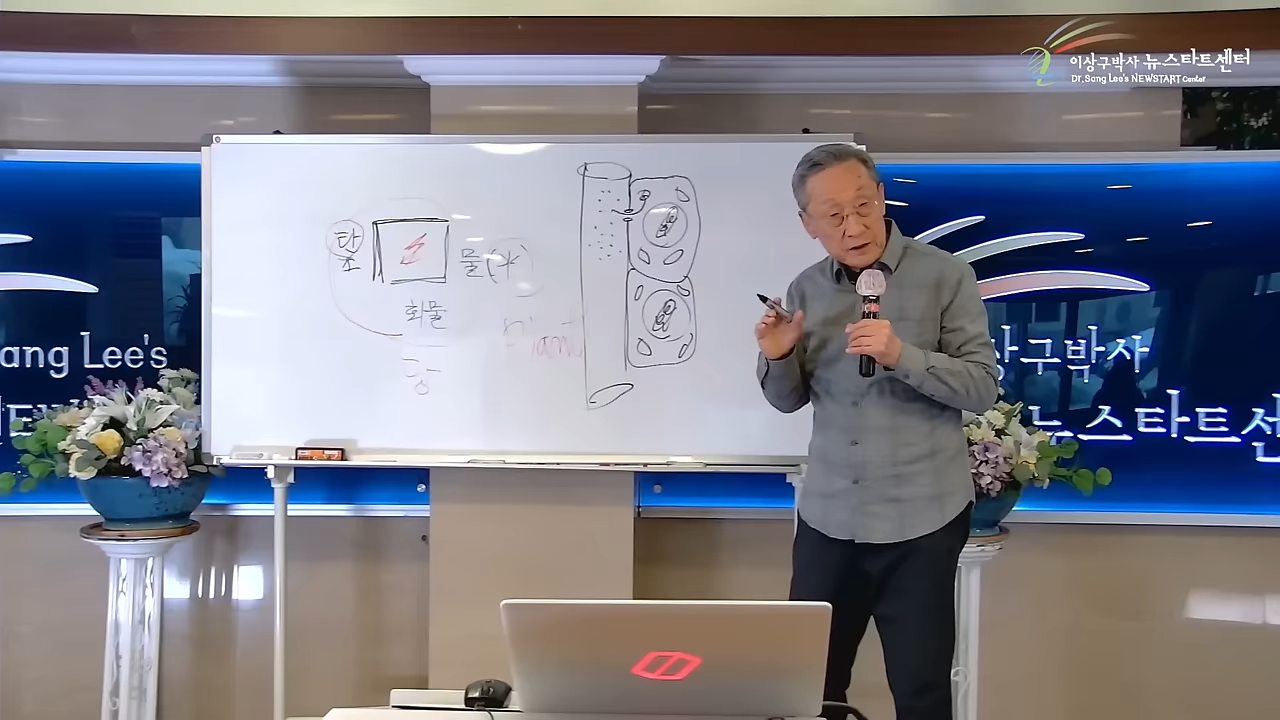 이상구박사 뉴스타트센터
Dr. Sang Lee's NEWSTART Center
탄소
물(수)
화물
당
ang Lee's
상구박사
뉴스타트센